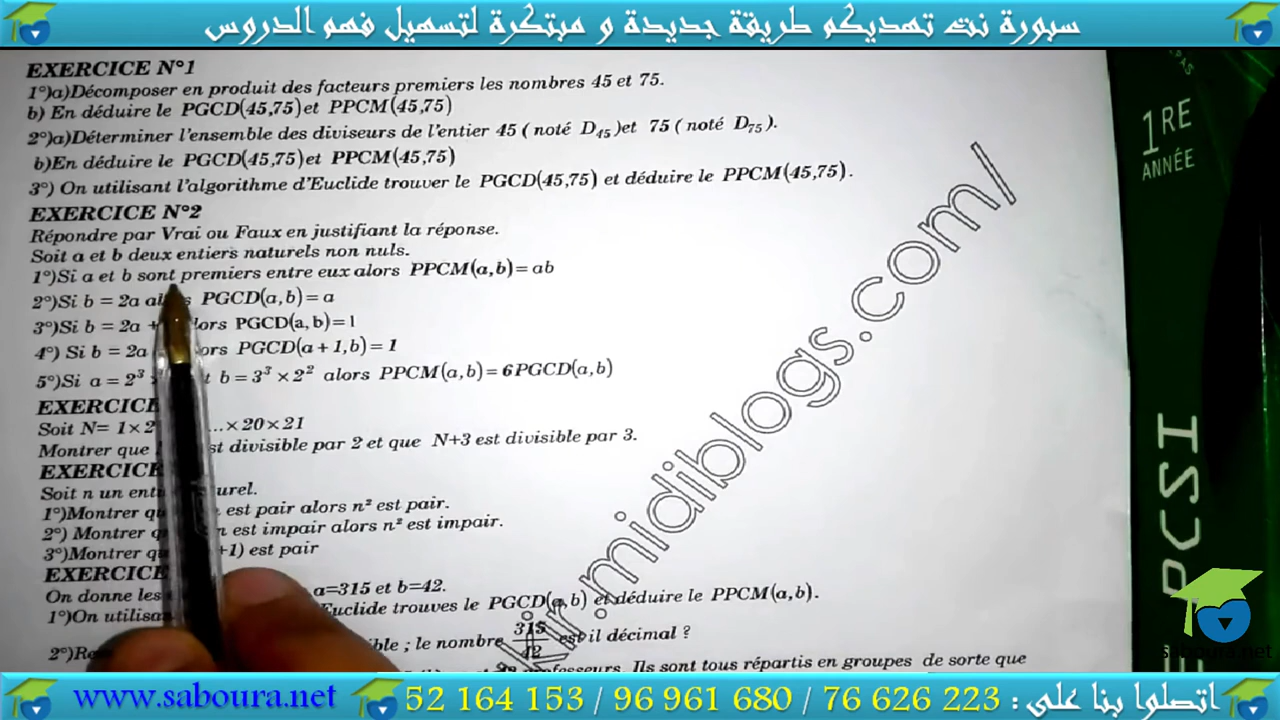 سبورة نت تهديكم طريقة جديدة و مبتكرة لتسهيل فهم الدروس
EXERCICE N°1
1°)a)Décomposer en produit des facteurs premiers les nombres 45 et 75.
b) En déduire le PGCD(45,75)et PPCM(45,75)
2°)a)Déterminer l'ensemble des diviseurs de l'entier 45 ( noté D₄₅)et 75 ( noté D₇₅).
b)En déduire le PGCD(45,75)et PPCM(45,75)
3°) On utilisant l'algorithme d'Euclide trouver le PGCD(45,75) et déduire le PPCM(45,75).
EXERCICE N°2
Répondre par Vrai ou Faux en justifiant la réponse.
Soit a et b deux entiers naturels non nuls.
1°)Si a et b sont premiers entre eux alors PPCM(a,b)= ab
2°)Si b = 2a PGCD(a,b)= a
3°)Si b = 2a + PGCD(a,b)=1
4°) Si b = 2a PGCD(a+1,b)=1
5°)Si a = 2³ b = 3³ × 2² alors PPCM(a,b)= 6PGCD(a,b)
EXERCICE
Soit N= 1×2 ...× 20 × 21
Montrer que divisible par 2 et que N+3 est divisible par 3.
EXERCICE
Soit n un
1°)Montrer est pair alors n² est pair.
2°) Montrer n est impair alors n² est impair.
3°)Montrer +1) est pair
EXERCICE
On donne les a=315 et b=42.
1°)On Euclide trouves le PGCD(a,b) et déduire le PPCM(a,b).
2°) ; le nombre 315/42 est il décimal ?
Ils sont tous répartis en groupes de sorte que
.midiblogs.com/
1RE
ANNÉE
www.saboura.net
52 164 153 / 96 961 680 / 76 626 223 : اتصلوا بنا على
saboura.net